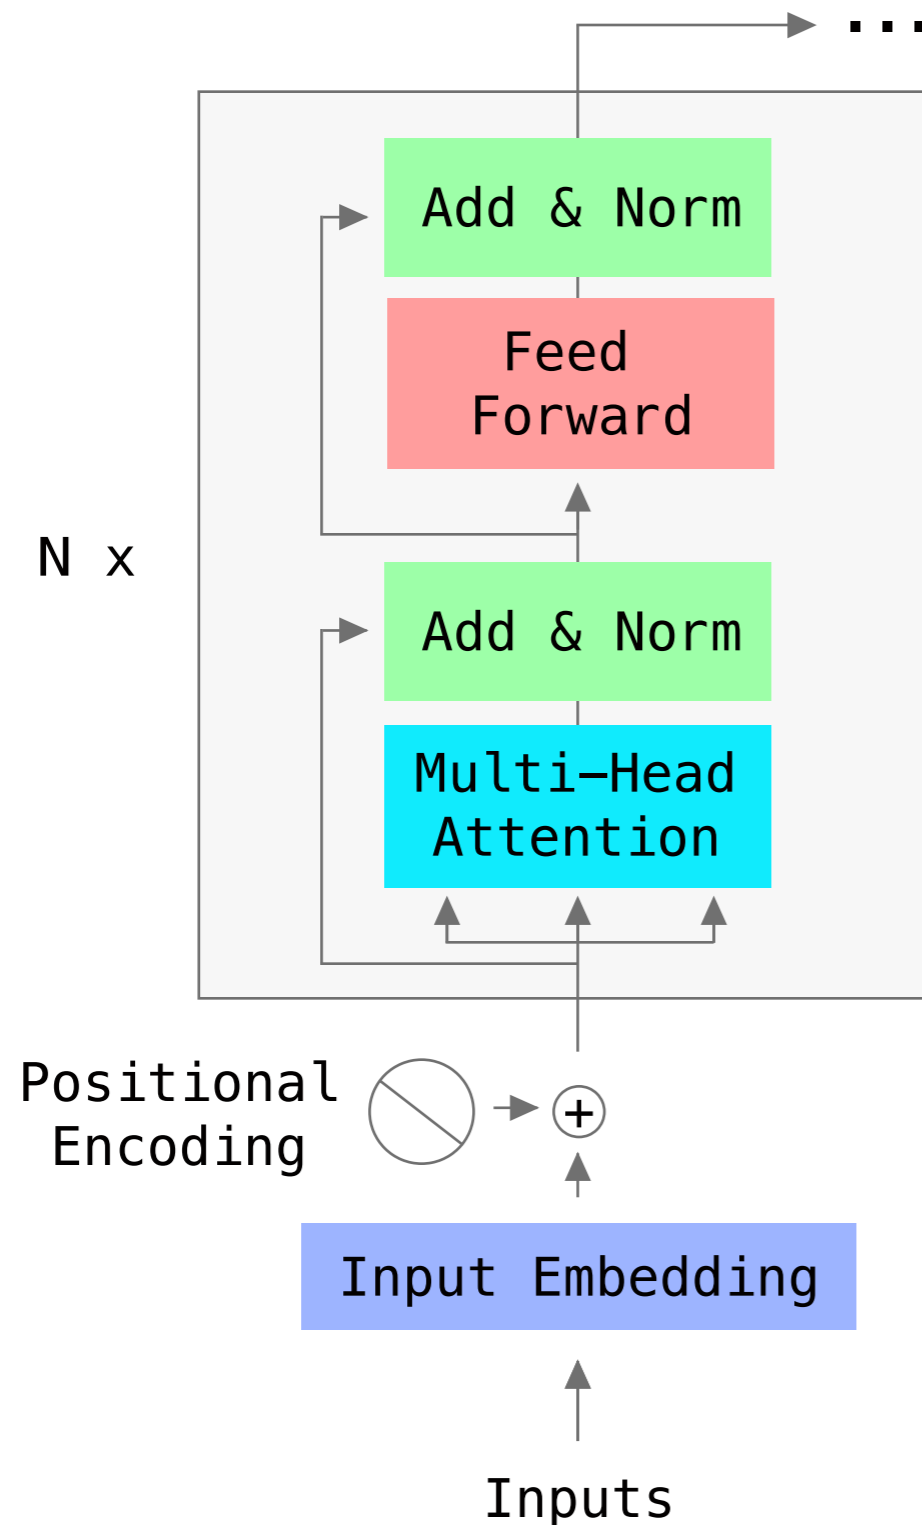 ...
Add & Norm
Feed
Forward
N x
Add & Norm
Multi-Head
Attention
Positional
Encoding
+
Input Embedding
Inputs